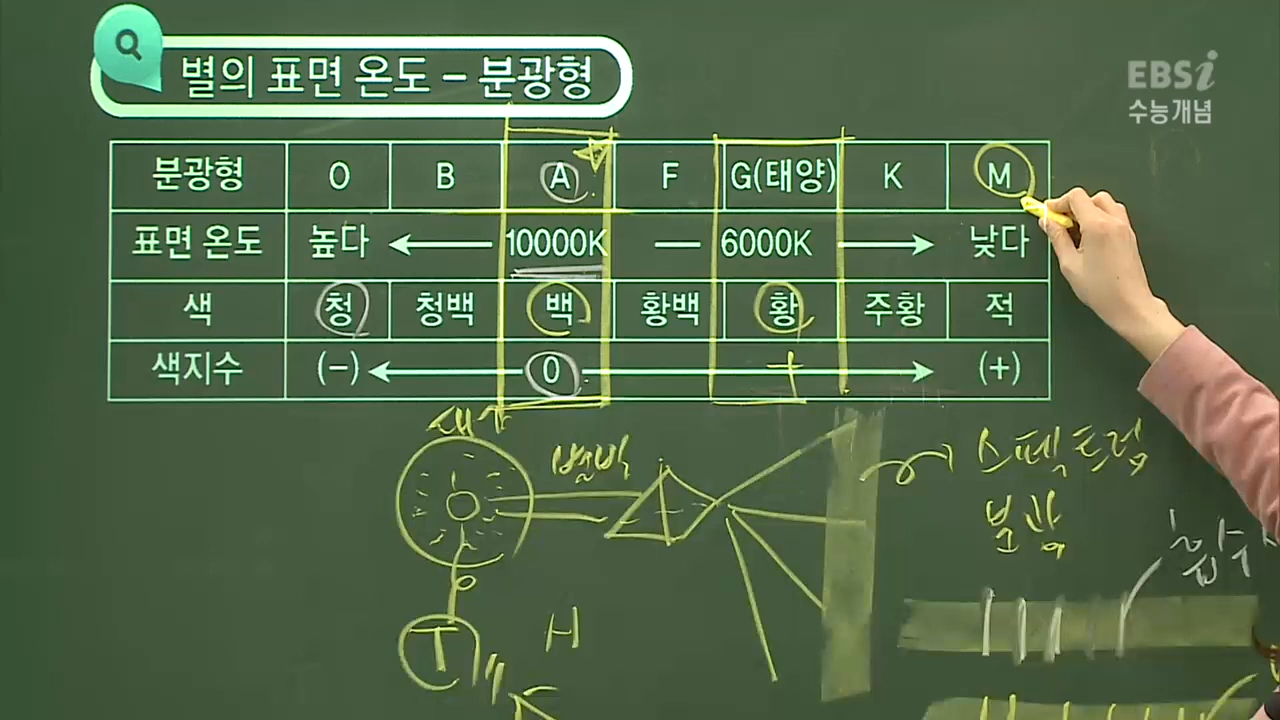 별의 표면 온도 - 분광형
EBSi
수능개념
분광형 O B A F G(태양) K M
표면 온도 높다 10000K 6000K 낮다
색 청 청백 백 황백 황 주황 적
색지수 (-) 0 + (+)
별빛
스펙트럼
분광
흡수
T
H